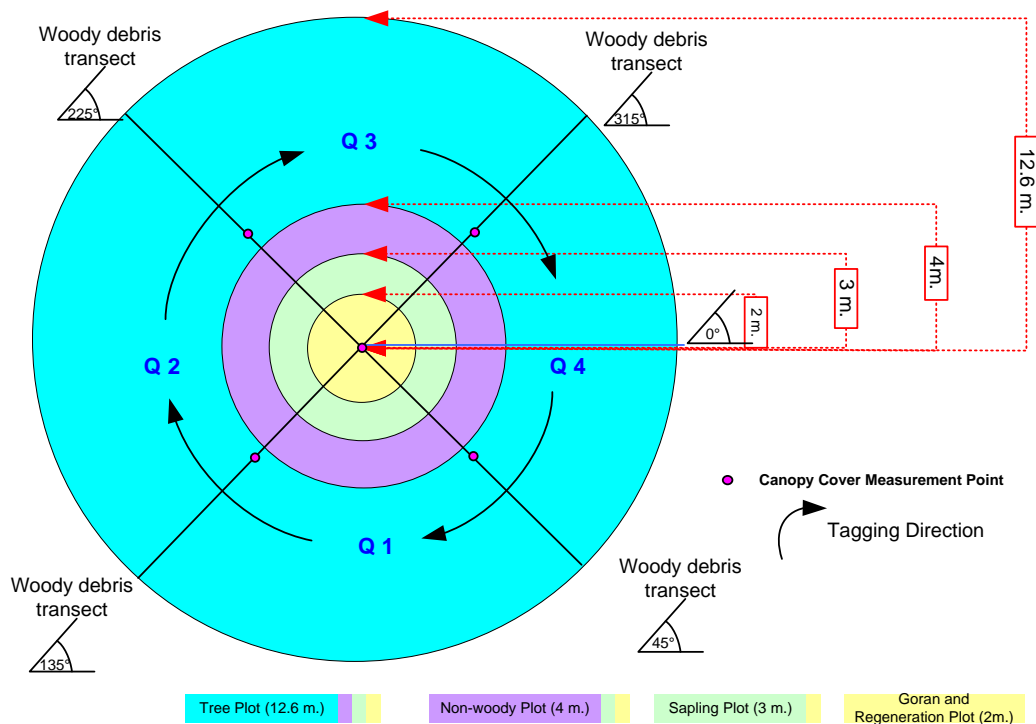 Woody debris
transect
225°
Woody debris
transect
315°
Q 3
12.6 m.
4m.
3 m.
2 m.
0°
Q 2
Q 4
Canopy Cover Measurement Point
Tagging Direction
Q 1
Woody debris
transect
135°
Woody debris
transect
45°
Tree Plot (12.6 m.)
Non-woody Plot (4 m.)
Sapling Plot (3 m.)
Goran and
Regeneration Plot (2m.)